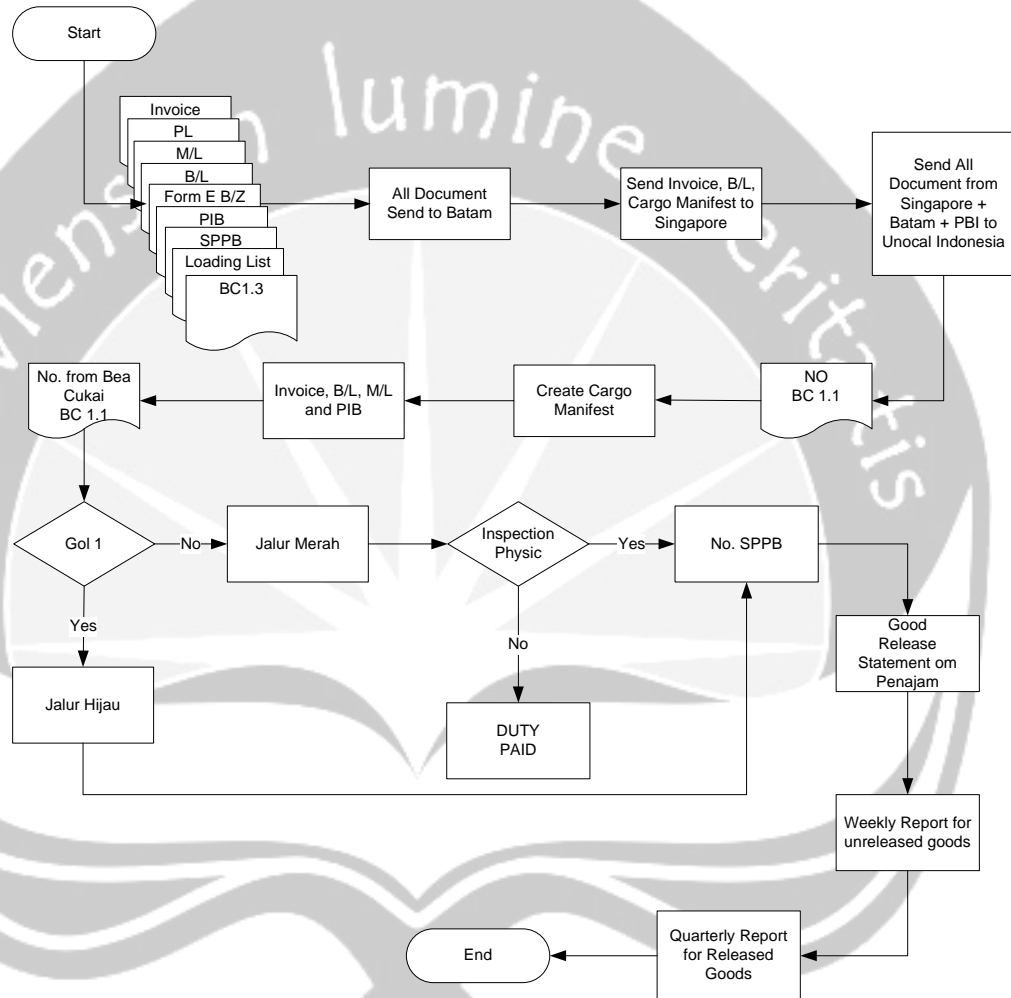 Start
Invoice
PL
M/L
B/L
Form E B/Z
PIB
SPPB
Loading List
BC1.3
All Document
Send to Batam
Send Invoice, B/L,
Cargo Manifest to
Singapore
Send All
Document from
Singapore +
Batam + PBI to
Unocal Indonesia
No. from Bea
Cukai
BC 1.1
Invoice, B/L, M/L
and PIB
Create Cargo
Manifest
NO
BC 1.1
Gol 1
No
Jalur Merah
Inspection
Physic
Yes
No. SPPB
Yes
No
Good
Release
Statement om
Penajam
Jalur Hijau
DUTY
PAID
Weekly Report for
unreleased goods
Quarterly Report
for Released
Goods
End
lumine veritatis